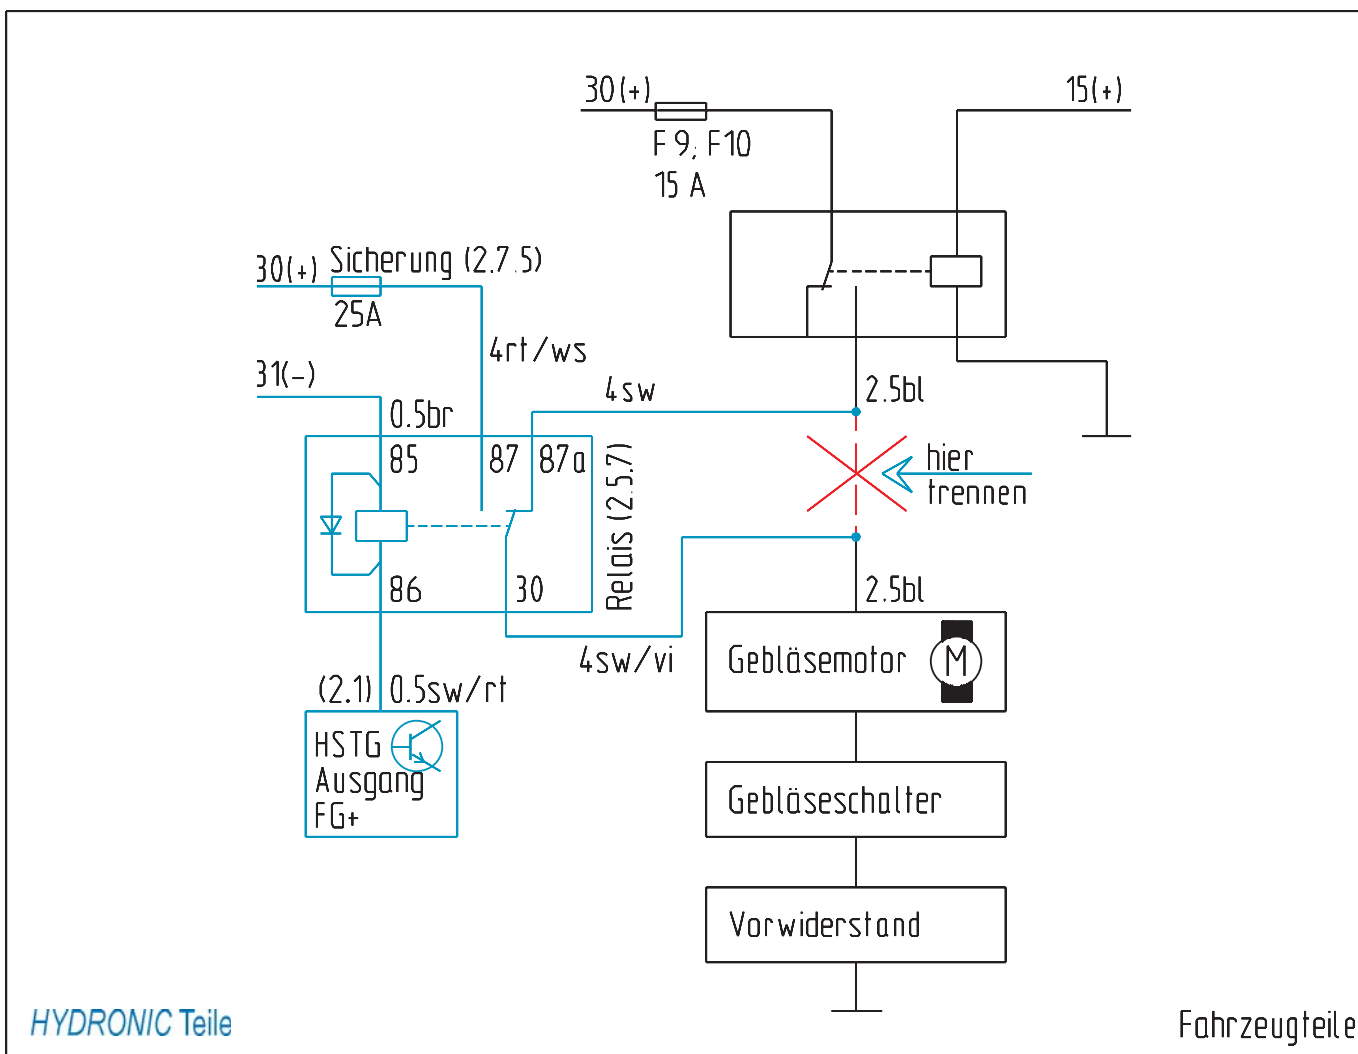 30(+)
15(+)
F 9, F10
15 A
30(+)
Sicherung (2.7.5)
25A
4rt/ws
31(-)
4sw
2.5bl
0.5br
85
87
87a
hier
trennen
Relais (2.5.7)
86
30
2.5bl
4sw/vi
Gebläsemotor
M
(2.1)
0.5sw/rt
HSTG
Ausgang
FG+
Gebläseschalter
Vorwiderstand
HYDRONIC Teile
Fahrzeugteile